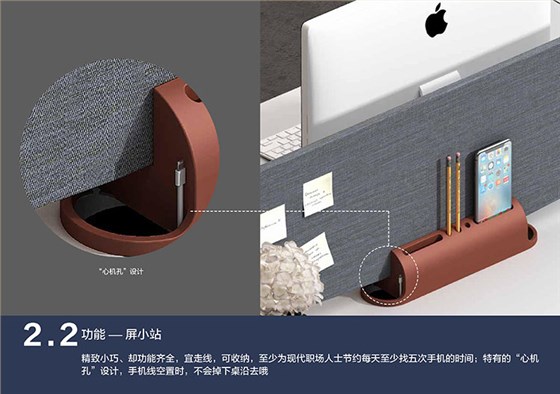 “心机孔”设计
2.2 功能 — 屏小站
精致小巧、却功能齐全，宜走线，可收纳，至少为现代职场人士节约每天至少找五次手机的时间；特有的“心机
孔”设计，手机线空置时，不会掉下桌沿去哦